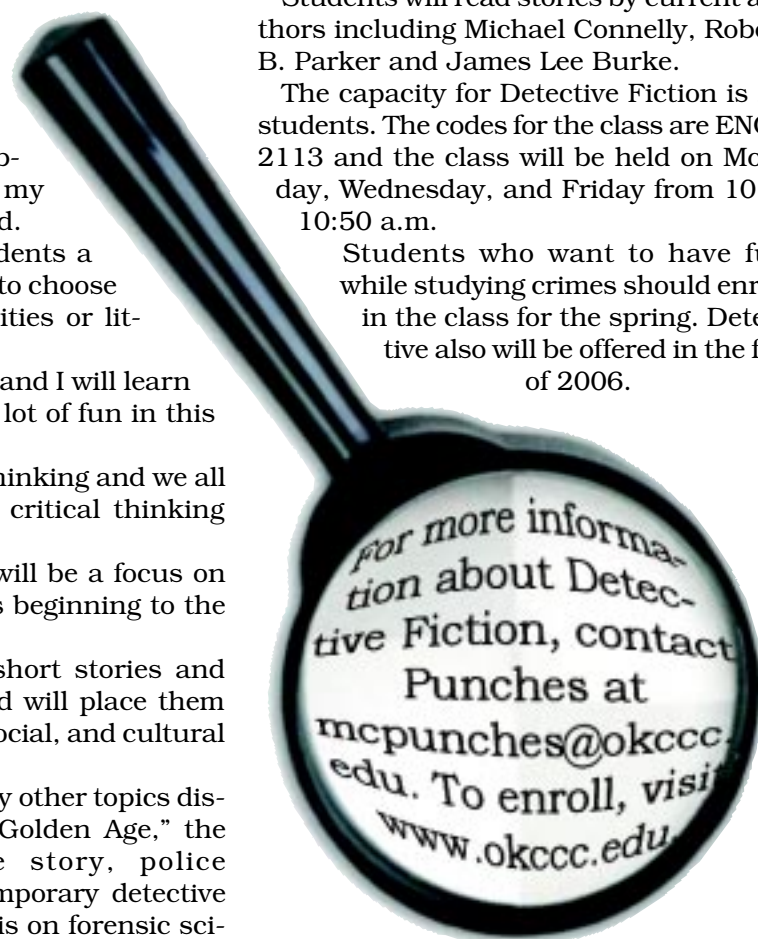 b-
my
d.
dents a
to choose
ities or lit-
and I will learn
lot of fun in this
hinking and we all
critical thinking
will be a focus on
s beginning to the
short stories and
d will place them
ocial, and cultural
y other topics dis-
Golden Age,” the
e story, police
mporary detective
is on forensic sci-
Students will read stories by current a
thors including Michael Connelly, Robe
B. Parker and James Lee Burke.
The capacity for Detective Fiction is
students. The codes for the class are ENG
2113 and the class will be held on Mo
day, Wednesday, and Friday from 10
10:50 a.m.
Students who want to have fu
while studying crimes should enr
in the class for the spring. Dete
tive also will be offered in the f
of 2006.
For more informa-
tion about Detec-
tive Fiction, contact
Punches at
mcpunches@okccc.
edu. To enroll, visit
www.okccc.edu.